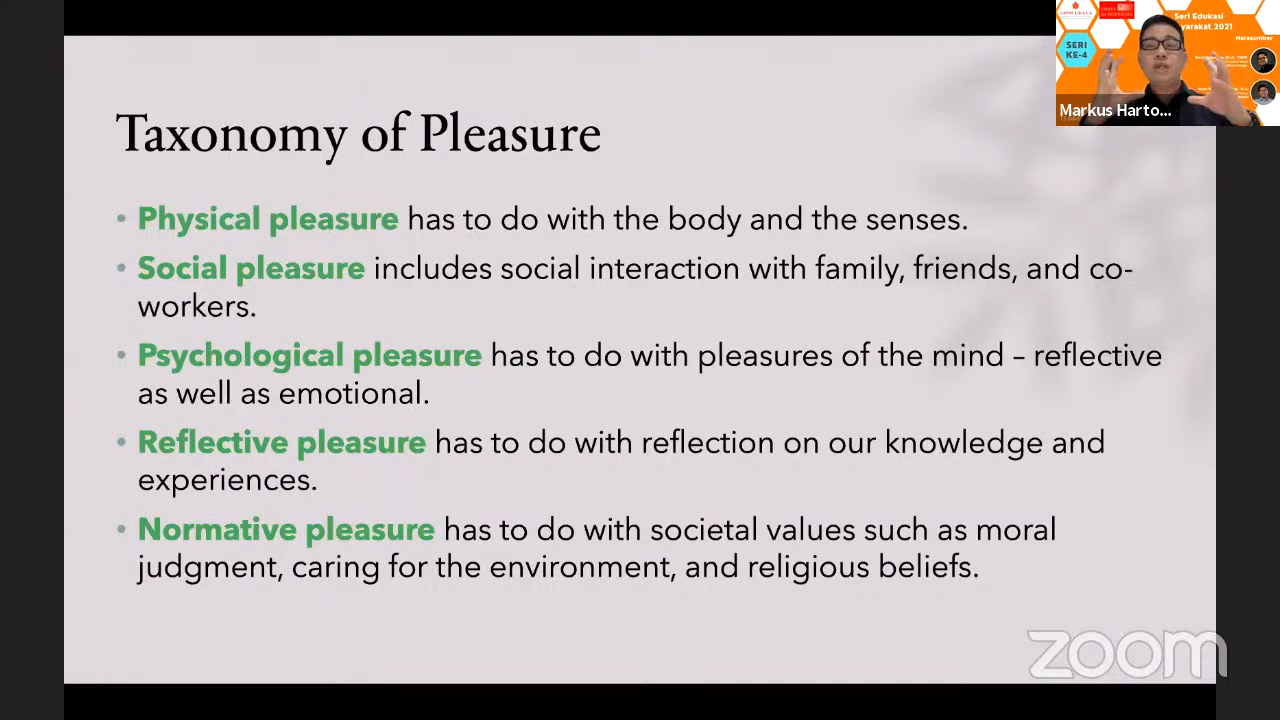 Taxonomy of Pleasure
• Physical pleasure has to do with the body and the senses.
• Social pleasure includes social interaction with family, friends, and co-
workers.
• Psychological pleasure has to do with pleasures of the mind – reflective
as well as emotional.
• Reflective pleasure has to do with reflection on our knowledge and
experiences.
• Normative pleasure has to do with societal values such as moral
judgment, caring for the environment, and religious beliefs.
Seri Edukasi
syarakat 2021
SERI
KE-4
Narasumber
Markus Harto...
zoom